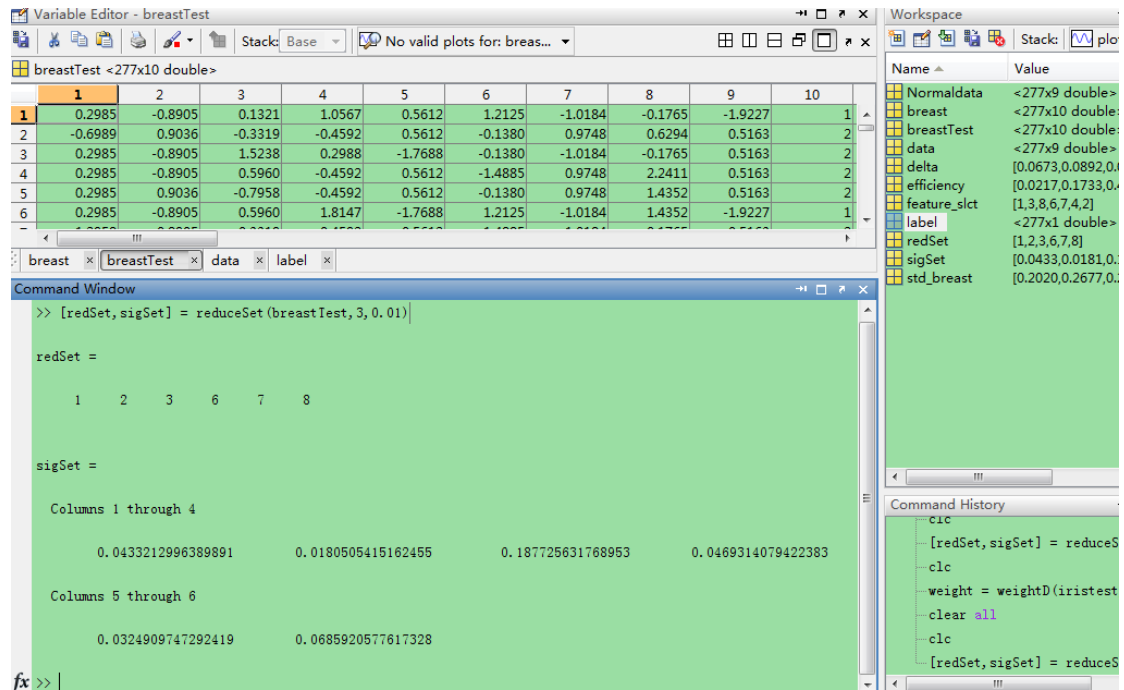 Variable Editor - breastTest
Stack: Base No valid plots for: breas...
breastTest <277x10 double>
1 2 3 4 5 6 7 8 9 10
1 0.2985 -0.8905 0.1321 1.0567 0.5612 1.2125 -1.0184 -0.1765 -1.9227 1
2 -0.6989 0.9036 -0.3319 -0.4592 0.5612 -0.1380 0.9748 0.6294 0.5163 2
3 0.2985 -0.8905 1.5238 0.2988 -1.7688 -0.1380 -1.0184 -0.1765 0.5163 2
4 0.2985 -0.8905 0.5960 -0.4592 0.5612 -1.4885 0.9748 2.2411 0.5163 2
5 0.2985 0.9036 -0.7958 -0.4592 0.5612 -0.1380 0.9748 1.4352 0.5163 2
6 0.2985 -0.8905 0.5960 1.8147 -1.7688 1.2125 -1.0184 1.4352 -1.9227 1
breast breastTest data label
Command Window
>> [redSet,sigSet] = reduceSet(breastTest,3,0.01)
redSet =
1 2 3 6 7 8
sigSet =
Columns 1 through 4
0.0433212996389891 0.0180505415162455 0.187725631768953 0.0469314079422383
Columns 5 through 6
0.0324909747292419 0.0685920577617328
fx >>
Workspace
Stack: plo
Name Value
Normaldata <277x9 double>
breast <277x10 double>
breastTest <277x10 double>
data <277x9 double>
delta [0.0673,0.0892,0.
efficiency [0.0217,0.1733,0.
feature_slct [1,3,8,6,7,4,2]
label <277x1 double>
redSet [1,2,3,6,7,8]
sigSet [0.0433,0.0181,0.
std_breast [0.2020,0.2677,0.
Command History
clc
[redSet,sigSet] = reduceS
clc
weight = weightD(iristest
clear all
clc
[redSet,sigSet] = reduceS